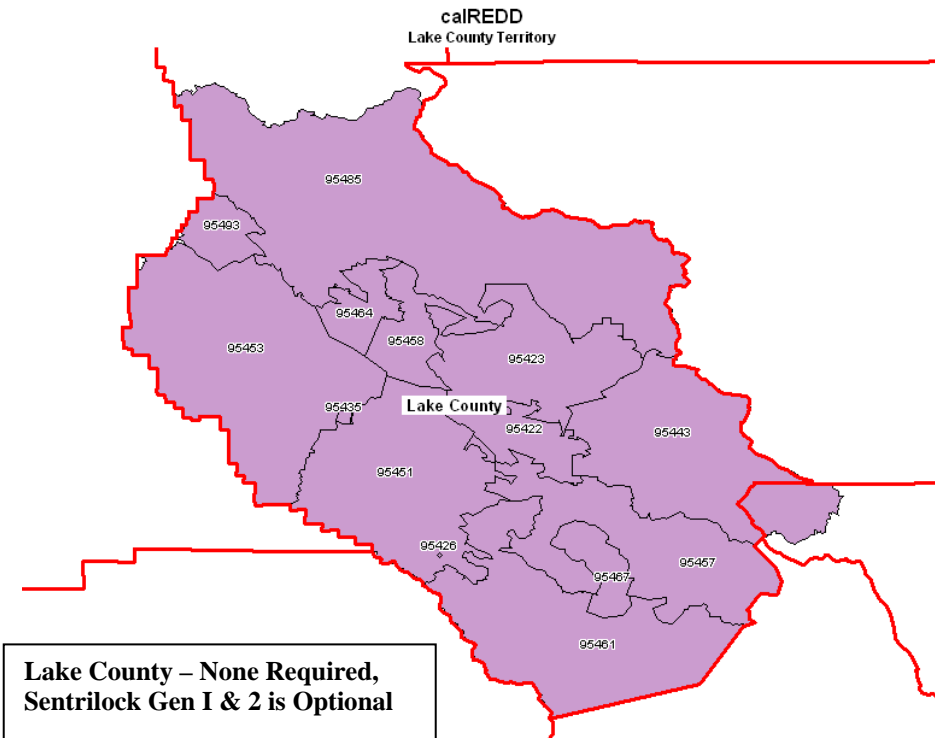 calREDD
Lake County Territory
95485
95493
95464
95458
95453
95423
95435
Lake County
95422
95443
95451
95426
95467
95457
95461
Lake County – None Required,
Sentrilock Gen I & 2 is Optional